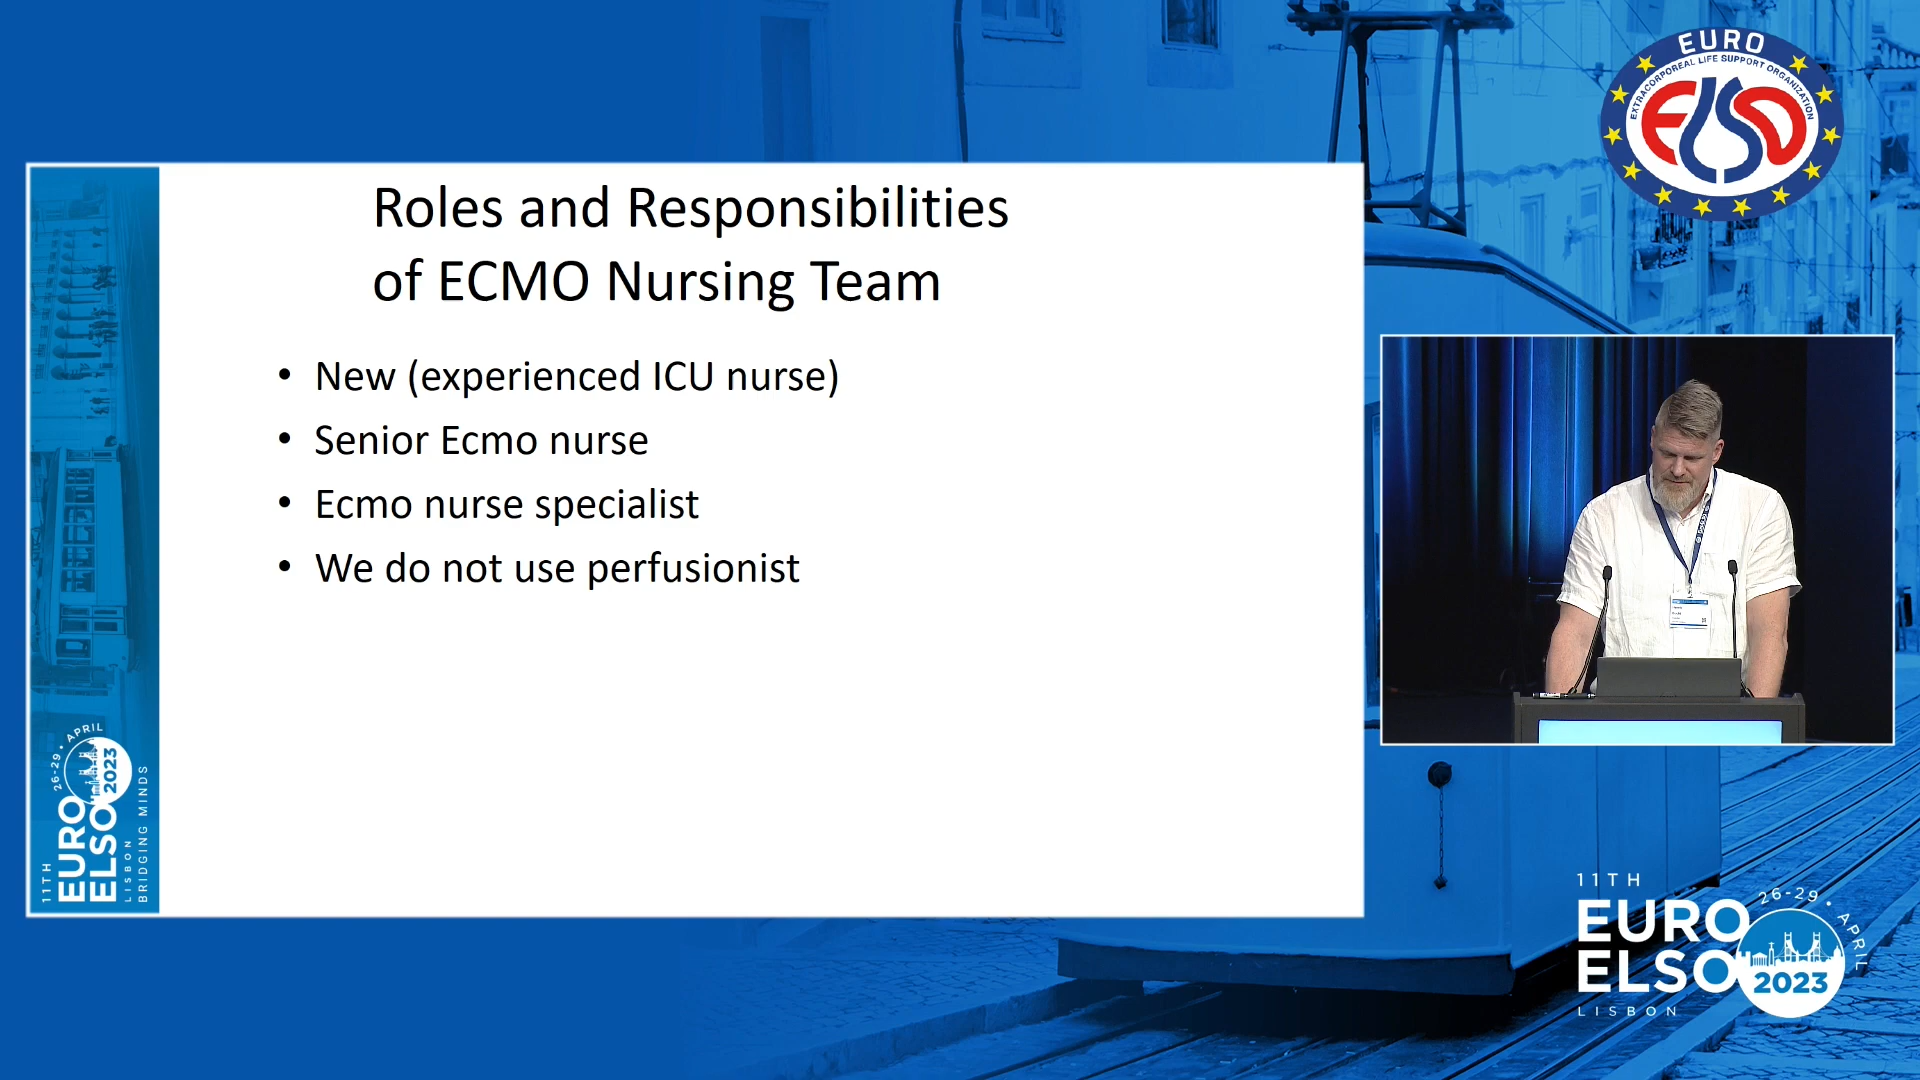 EURO
EXTRACORPOREAL LIFE SUPPORT ORGANIZATION
ELSO
Roles and Responsibilities
of ECMO Nursing Team
• New (experienced ICU nurse)
• Senior Ecmo nurse
• Ecmo nurse specialist
• We do not use perfusionist
11TH
EURO
ELSO
LISBON
BRIDGING MINDS
26-29 • APRIL
2023
11TH
EURO
ELSO
LISBON
26-29 • APRIL
2023